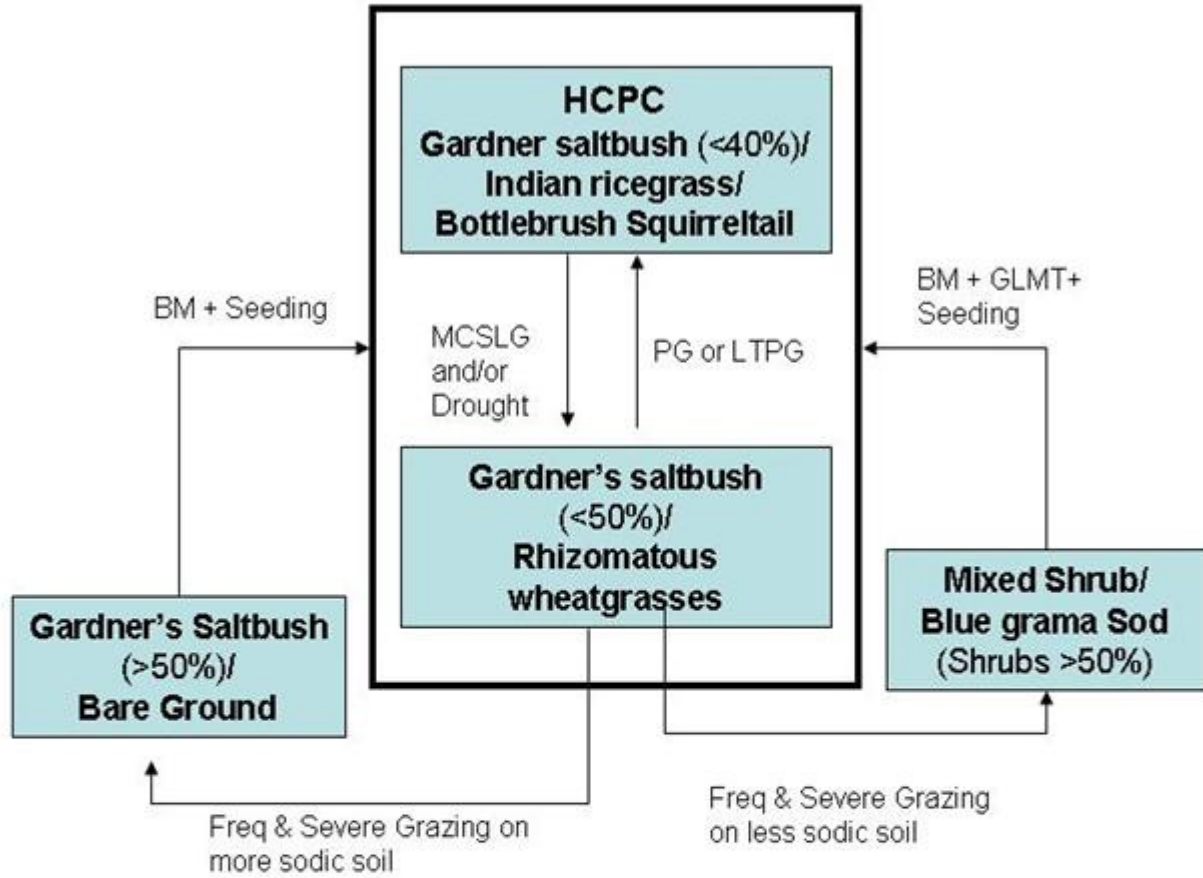 HCPC
Gardner saltbush (<40%)/
Indian ricegrass/
Bottlebrush Squirreltail
BM + Seeding
MCSLG
and/or
Drought
PG or LTPG
BM + GLMT+
Seeding
Gardner's saltbush
(<50%)/
Rhizomatous
wheatgrasses
Gardner's Saltbush
(>50%)/
Bare Ground
Mixed Shrub/
Blue grama Sod
(Shrubs >50%)
Freq & Severe Grazing on
more sodic soil
Freq & Severe Grazing
on less sodic soil